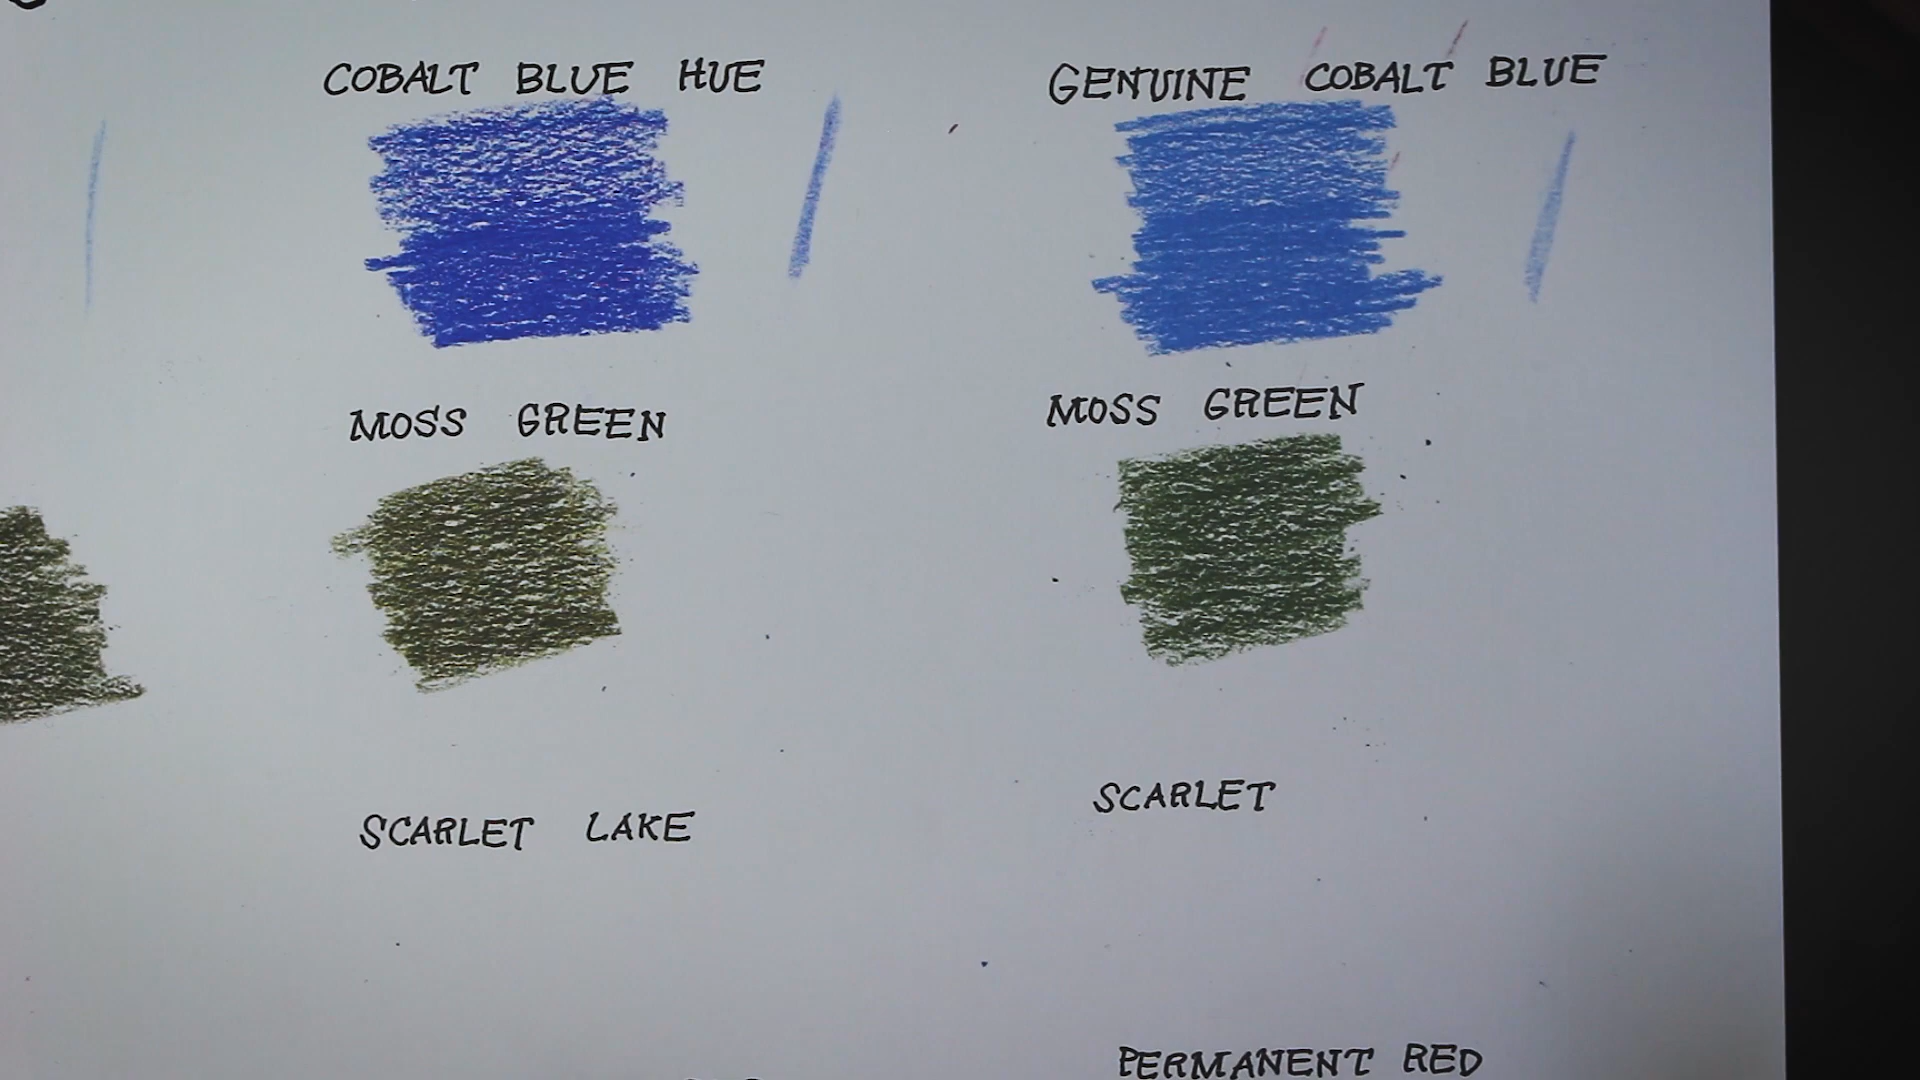 COBALT BLUE HUE
GENUINE COBALT BLUE
MOSS GREEN
MOSS GREEN
SCARLET LAKE
SCARLET
PERMANENT RED